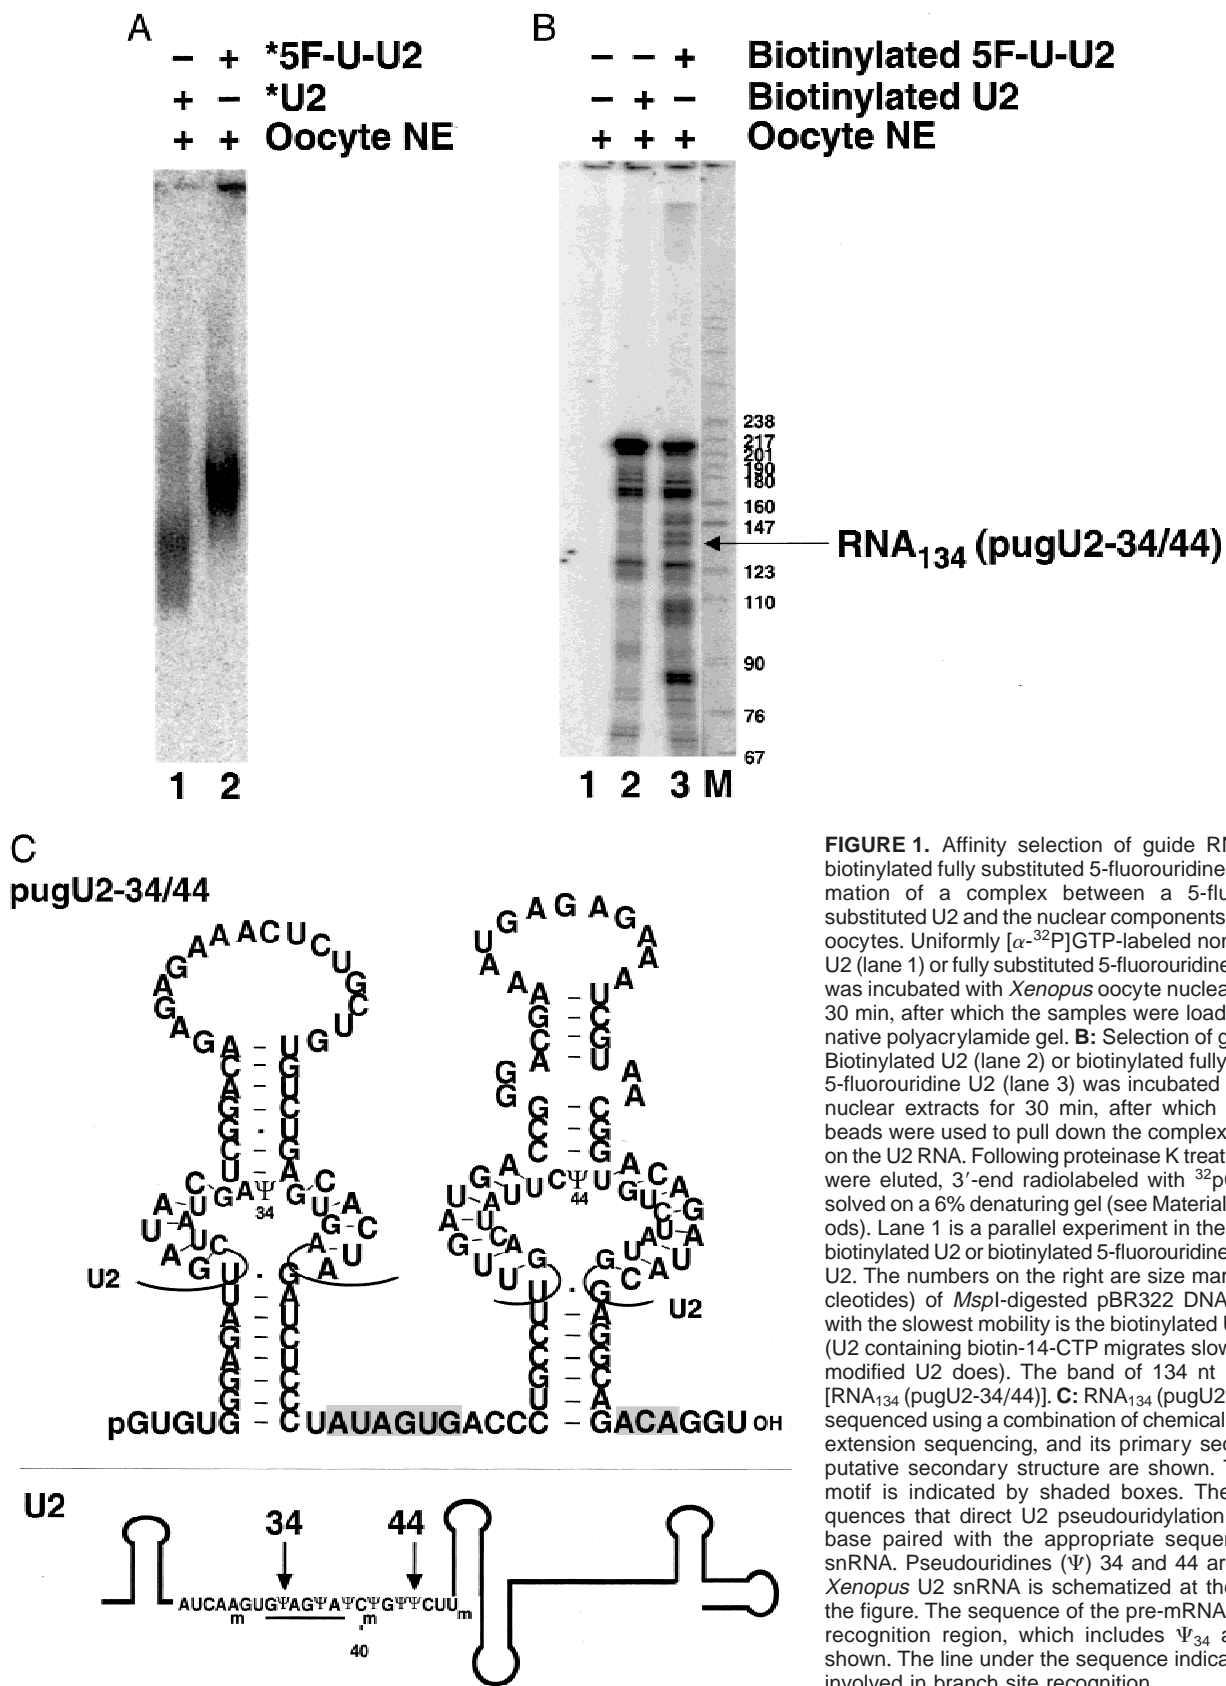 A
− + *5F-U-U2
+ − *U2
+ + Oocyte NE
1 2
B
− − + Biotinylated 5F-U-U2
− + − Biotinylated U2
+ + + Oocyte NE
238
217
201
190
180
160
147
RNA134 (pugU2-34/44)
123
110
90
76
67
1 2 3 M
C
pugU2-34/44
34
44
U2
U2
pGUGUG
CUAUAGUGACCC
GACAGGU OH
U2
34 44
AUCAAGUGΨAGΨAΨCΨGΨΨCUU
m m m
40
FIGURE 1. Affinity selection of guide RN
biotinylated fully substituted 5-fluorouridine
mation of a complex between a 5-flu
substituted U2 and the nuclear components
oocytes. Uniformly [α-32P]GTP-labeled nor
U2 (lane 1) or fully substituted 5-fluorouridine
was incubated with Xenopus oocyte nuclea
30 min, after which the samples were load
native polyacrylamide gel. B: Selection of g
Biotinylated U2 (lane 2) or biotinylated fully
5-fluorouridine U2 (lane 3) was incubated
nuclear extracts for 30 min, after which
beads were used to pull down the complex
on the U2 RNA. Following proteinase K treat
were eluted, 3′-end radiolabeled with 32pC
solved on a 6% denaturing gel (see Material
ods). Lane 1 is a parallel experiment in the
biotinylated U2 or biotinylated 5-fluorouridine
U2. The numbers on the right are size mar
cleotides) of MspI-digested pBR322 DNA
with the slowest mobility is the biotinylated U
(U2 containing biotin-14-CTP migrates slow
modified U2 does). The band of 134 nt
[RNA134 (pugU2-34/44)]. C: RNA134 (pugU2
sequenced using a combination of chemical
extension sequencing, and its primary sec
putative secondary structure are shown. T
motif is indicated by shaded boxes. The
quences that direct U2 pseudouridylation
base paired with the appropriate sequer
snRNA. Pseudouridines (Ψ) 34 and 44 ar
Xenopus U2 snRNA is schematized at the
the figure. The sequence of the pre-mRNA
recognition region, which includes Ψ34 a
shown. The line under the sequence indica
involved in branch site recognition